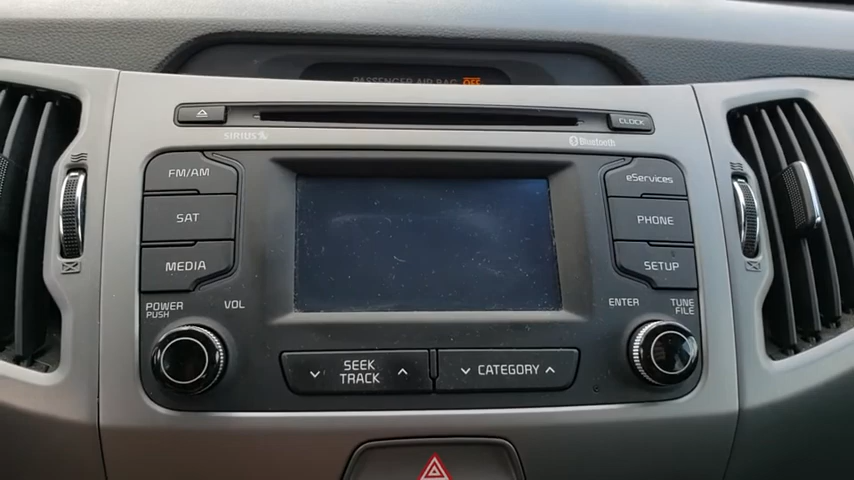 PASSENGER AIR BAG OFF
CLOCK
SIRIUS
Bluetooth
FM/AM
eServices
SAT
PHONE
MEDIA
SETUP
POWER
PUSH
VOL
ENTER
TUNE
FILE
SEEK
TRACK
CATEGORY